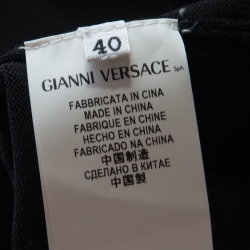 40
GIANNI VERSACE SpA
FABBRICATA IN CINA
MADE IN CHINA
FABRIQUE EN CHINE
HECHO EN CHINA
FABRICADO NA CHINA
中国制造
СДЕЛАНО В КИТАЕ
中国製